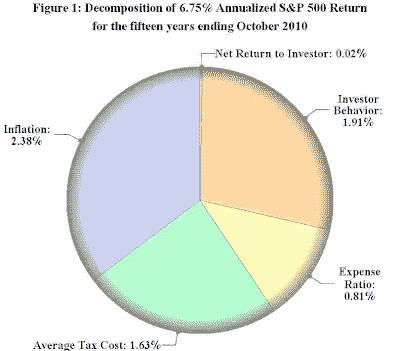 Figure 1: Decomposition of 6.75% Annualized S&P 500 Return
for the fifteen years ending October 2010
Net Return to Investor: 0.02%
Investor
Behavior:
1.91%
Inflation:
2.38%
Expense
Ratio:
0.81%
Average Tax Cost: 1.63%